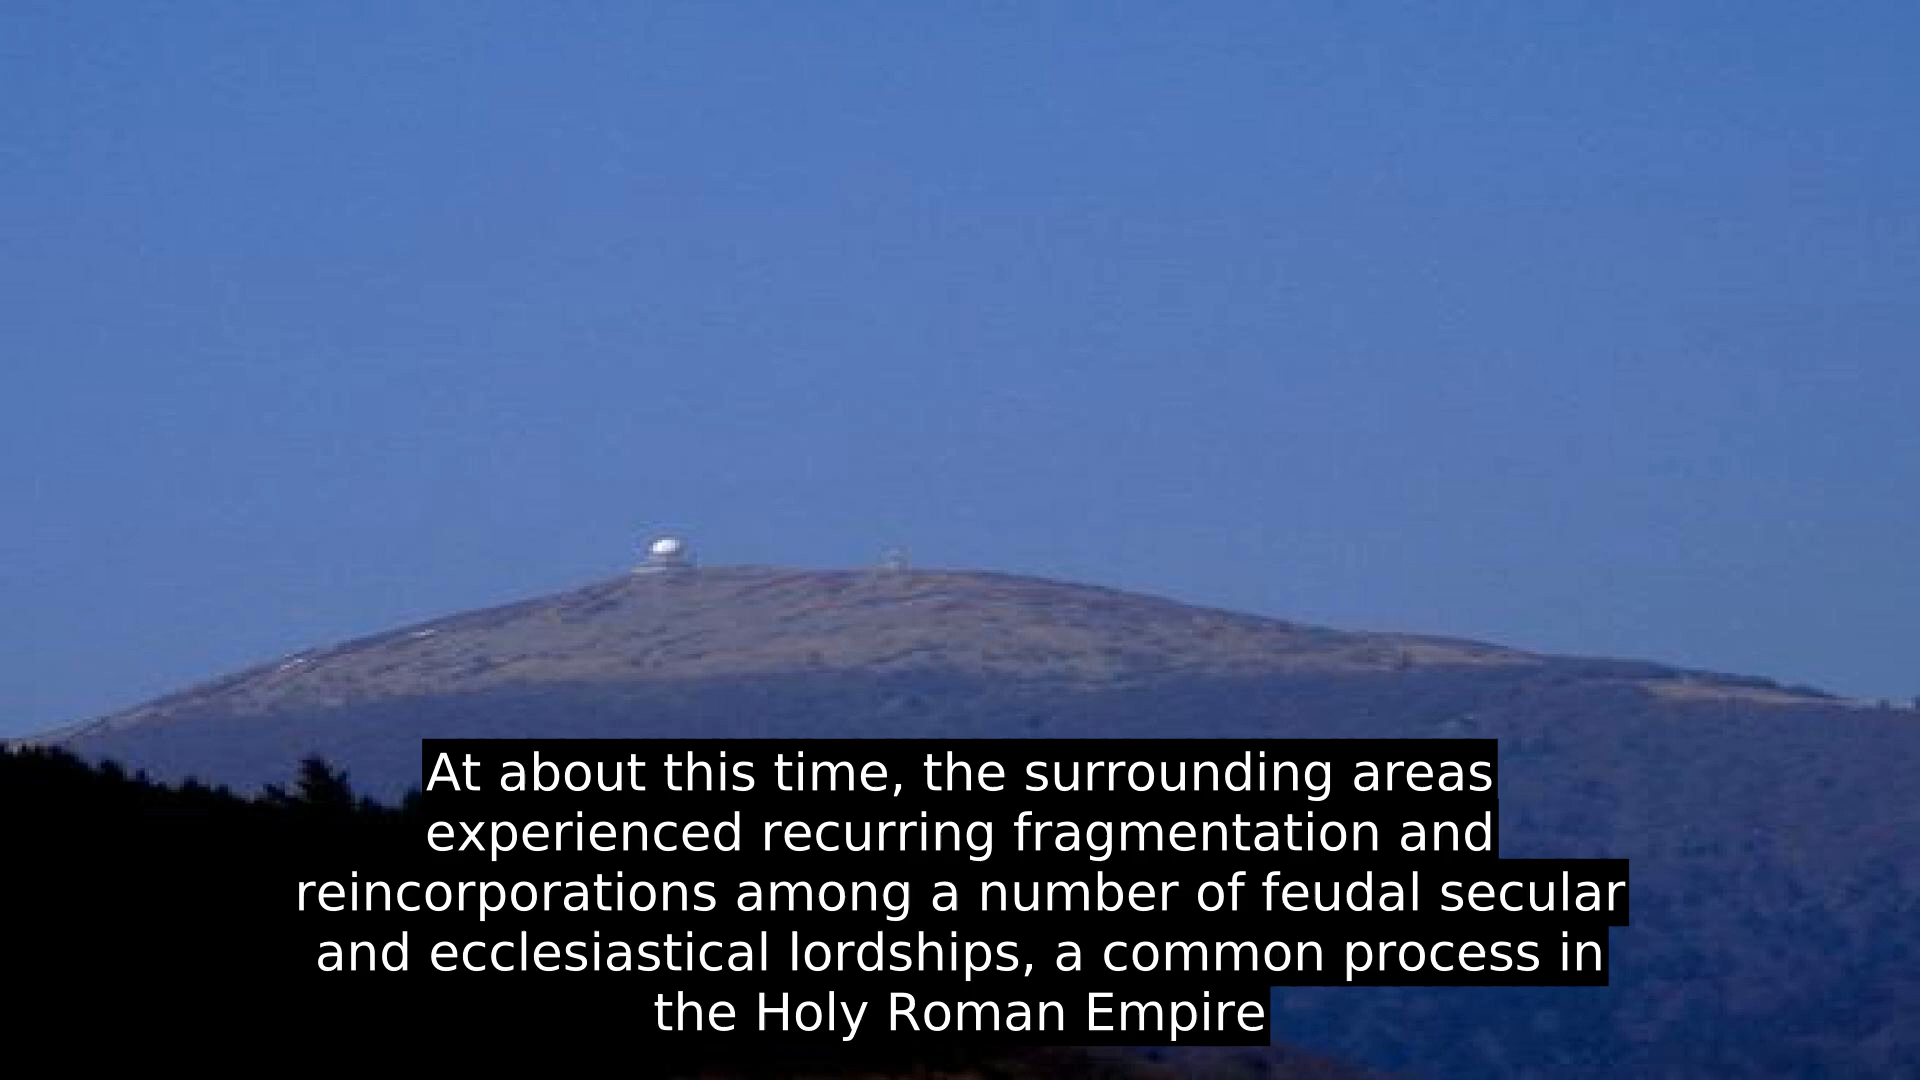 At about this time, the surrounding areas
experienced recurring fragmentation and
reincorporations among a number of feudal secular
and ecclesiastical lordships, a common process in
the Holy Roman Empire